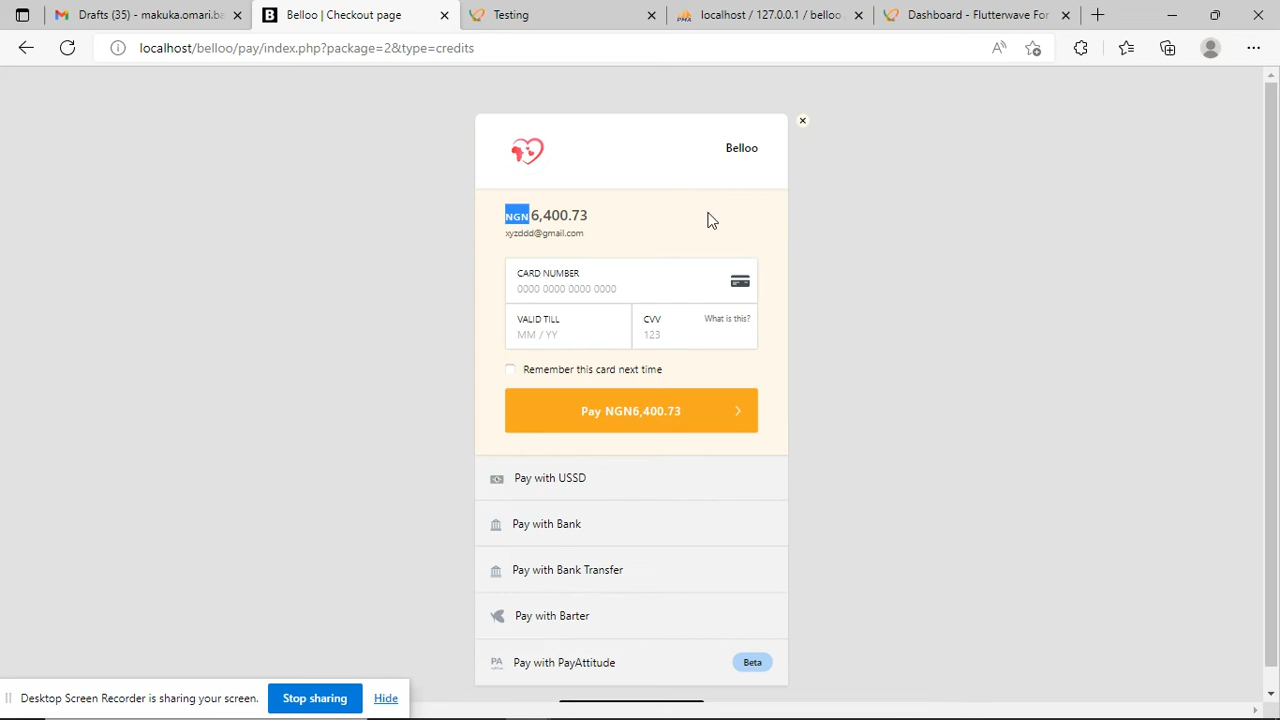 Drafts (35) - makuka.omari.ba
Belloo | Checkout page
Testing
localhost / 127.0.0.1 / belloo
Dashboard - Flutterwave For
localhost/belloo/pay/index.php?package=2&type=credits
Belloo
NGN 6,400.73
xyzddd@gmail.com
CARD NUMBER
0000 0000 0000 0000
VALID TILL
MM / YY
CVV
What is this?
123
Remember this card next time
Pay NGN6,400.73
Pay with USSD
Pay with Bank
Pay with Bank Transfer
Pay with Barter
PA
Pay with PayAttitude
Beta
Desktop Screen Recorder is sharing your screen.
Stop sharing
Hide